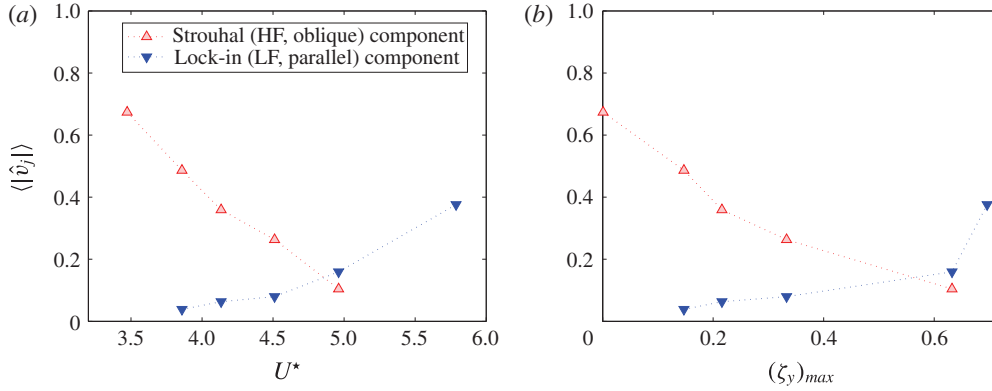 (a)
1.0
0.8
0.6
0.4
0.2
0
3.5 4.0 4.5 5.0 5.5 6.0
U★
⟨|v̂j|⟩
Strouhal (HF, oblique) component
Lock-in (LF, parallel) component
(b)
1.0
0.8
0.6
0.4
0.2
0
0 0.2 0.4 0.6
(ζy)max